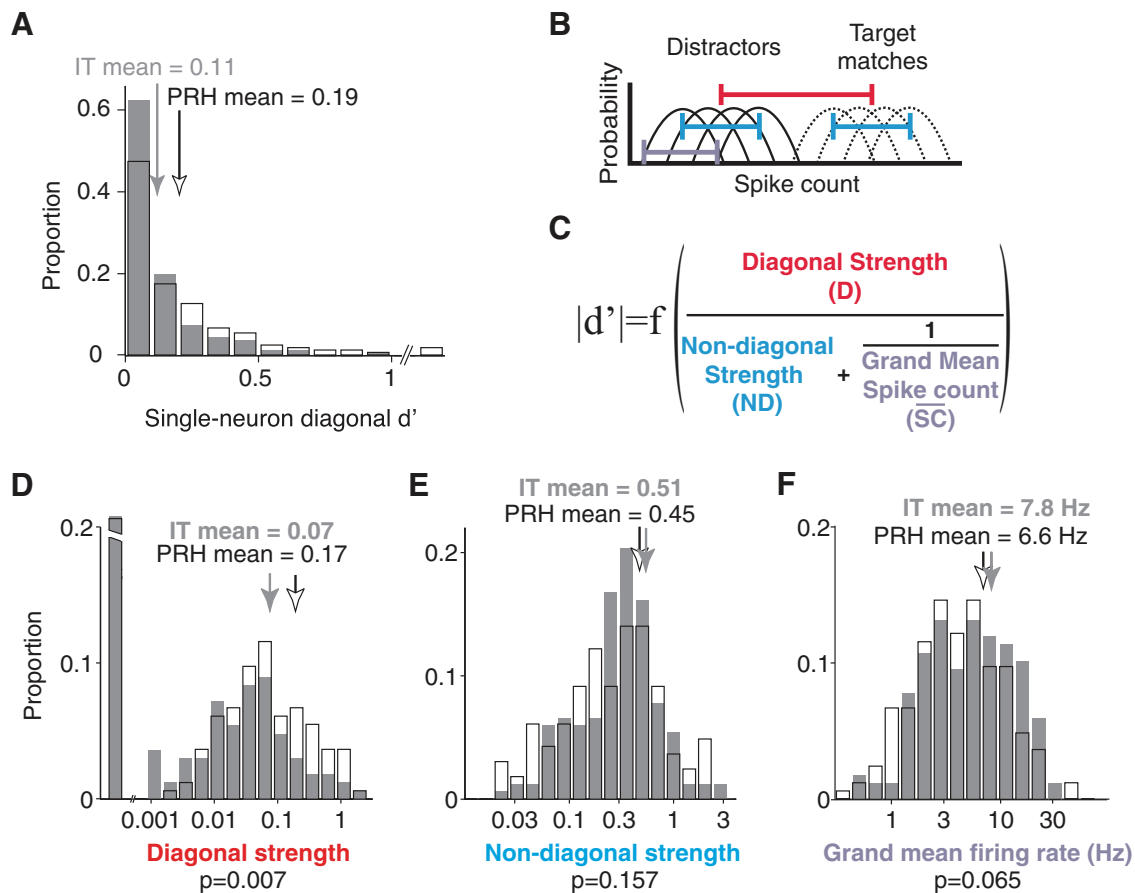 A
IT mean = 0.11
PRH mean = 0.19
0.6
0.4
0.2
0
Proportion
0
0.5
1
Single-neuron diagonal d'
B
Distractors
Target
matches
Probability
Spike count
C
|d'|=f
Diagonal Strength
(D)
Non-diagonal
Strength
(ND)
+
1
Grand Mean
Spike count
(SC)
D
IT mean = 0.07
PRH mean = 0.17
0.2
0.1
0
Proportion
0.001
0.01
0.1
1
Diagonal strength
p=0.007
E
IT mean = 0.51
PRH mean = 0.45
0.2
0.1
0
0.03
0.1
0.3
1
3
Non-diagonal strength
p=0.157
F
IT mean = 7.8 Hz
PRH mean = 6.6 Hz
0.2
0.1
0
1
3
10
30
Grand mean firing rate (Hz)
p=0.065